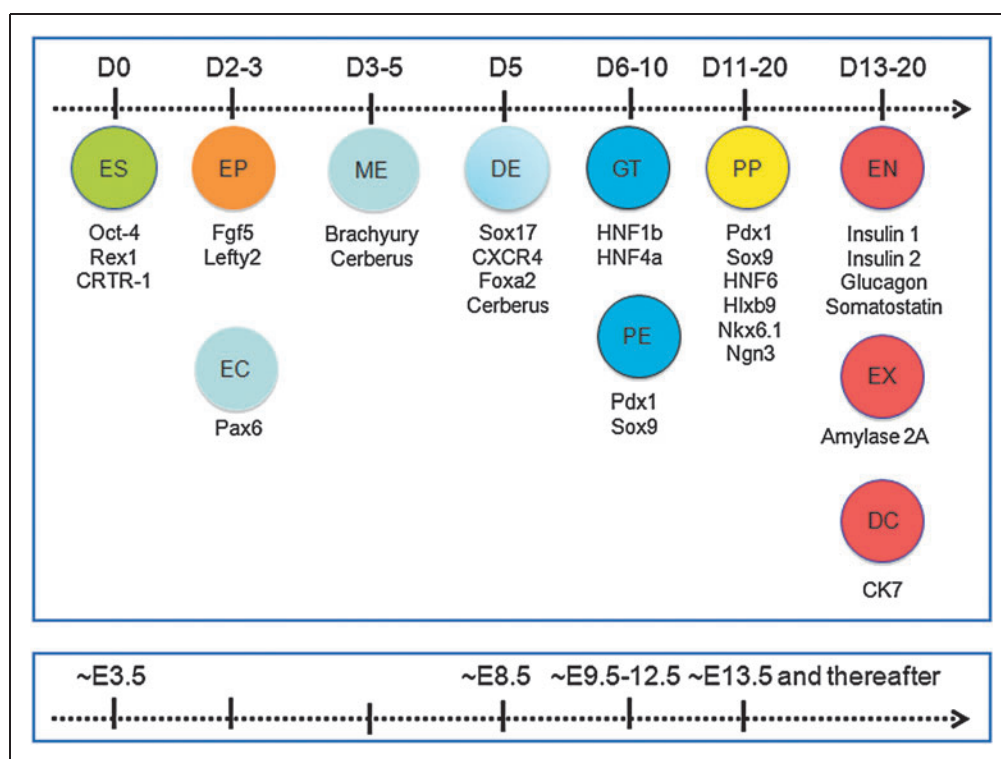 D0 D2-3 D3-5 D5 D6-10 D11-20 D13-20
ES EP ME DE GT PP EN
Oct-4
Rex1
CRTR-1
Fgf5
Lefty2
Brachyury
Cerberus
Sox17
CXCR4
Foxa2
Cerberus
HNF1b
HNF4a
Pdx1
Sox9
HNF6
Hlxb9
Nkx6.1
Ngn3
Insulin 1
Insulin 2
Glucagon
Somatostatin
EC
Pax6
PE
Pdx1
Sox9
EX
Amylase 2A
DC
CK7
~E3.5 ~E8.5 ~E9.5-12.5 ~E13.5 and thereafter